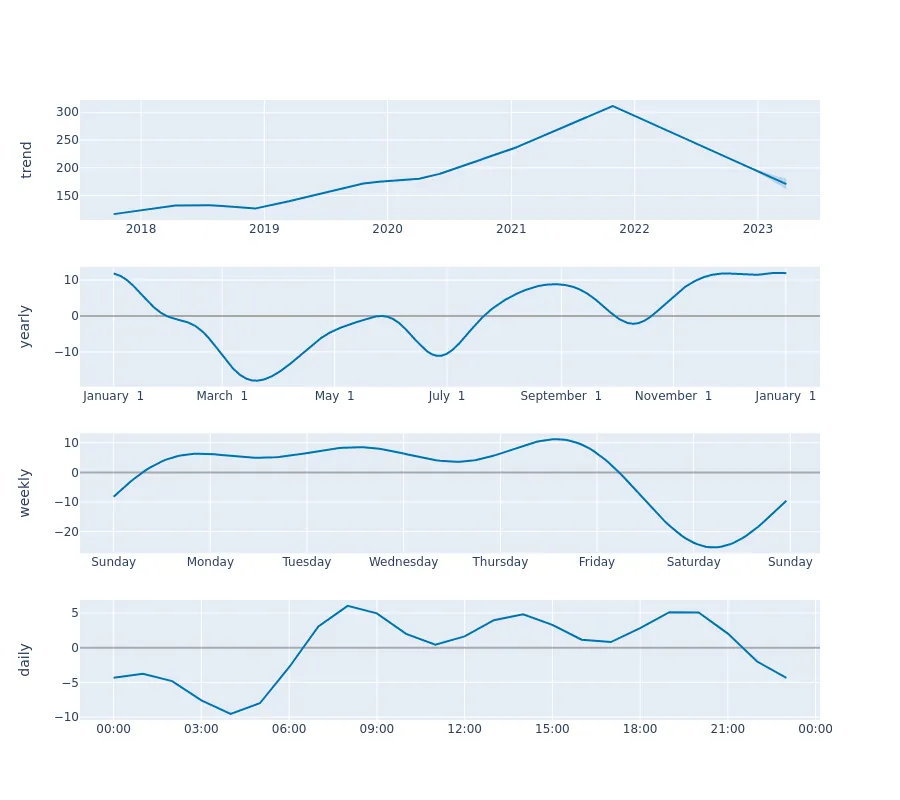 300
250
200
150
trend
2018 2019 2020 2021 2022 2023
10
0
−10
yearly
January 1 March 1 May 1 July 1 September 1 November 1 January 1
10
0
−10
−20
weekly
Sunday Monday Tuesday Wednesday Thursday Friday Saturday Sunday
5
0
−5
−10
daily
00:00 03:00 06:00 09:00 12:00 15:00 18:00 21:00 00:00